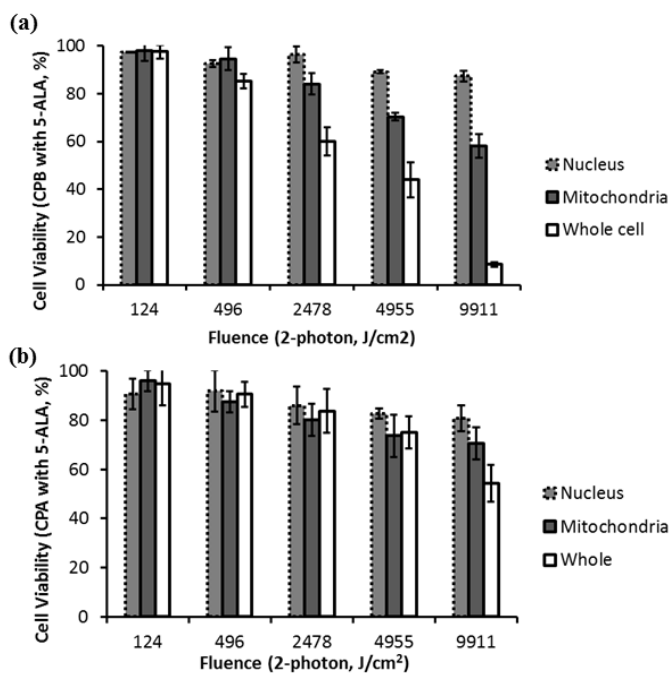 (a)
Cell Viability (CPB with 5-ALA, %)
100
80
60
40
20
0
124 496 2478 4955 9911
Fluence (2-photon, J/cm2)
Nucleus
Mitochondria
Whole cell
(b)
Cell Viability (CPA with 5-ALA, %)
100
80
60
40
20
0
124 496 2478 4955 9911
Fluence (2-photon, J/cm²)
Nucleus
Mitochondria
Whole